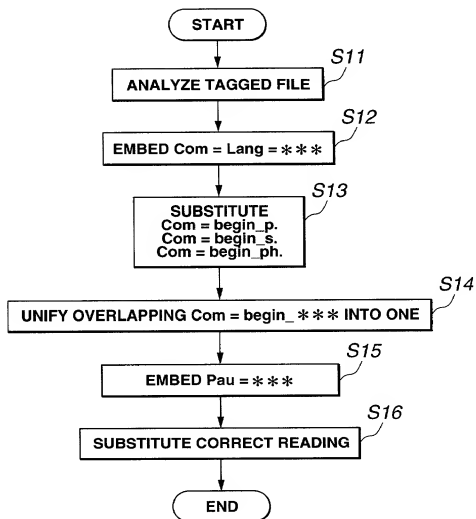 START
S11
ANALYZE TAGGED FILE
S12
EMBED Com = Lang = ***
S13
SUBSTITUTE
Com = begin_p.
Com = begin_s.
Com = begin_ph.
S14
UNIFY OVERLAPPING Com = begin_ *** INTO ONE
S15
EMBED Pau = ***
S16
SUBSTITUTE CORRECT READING
END